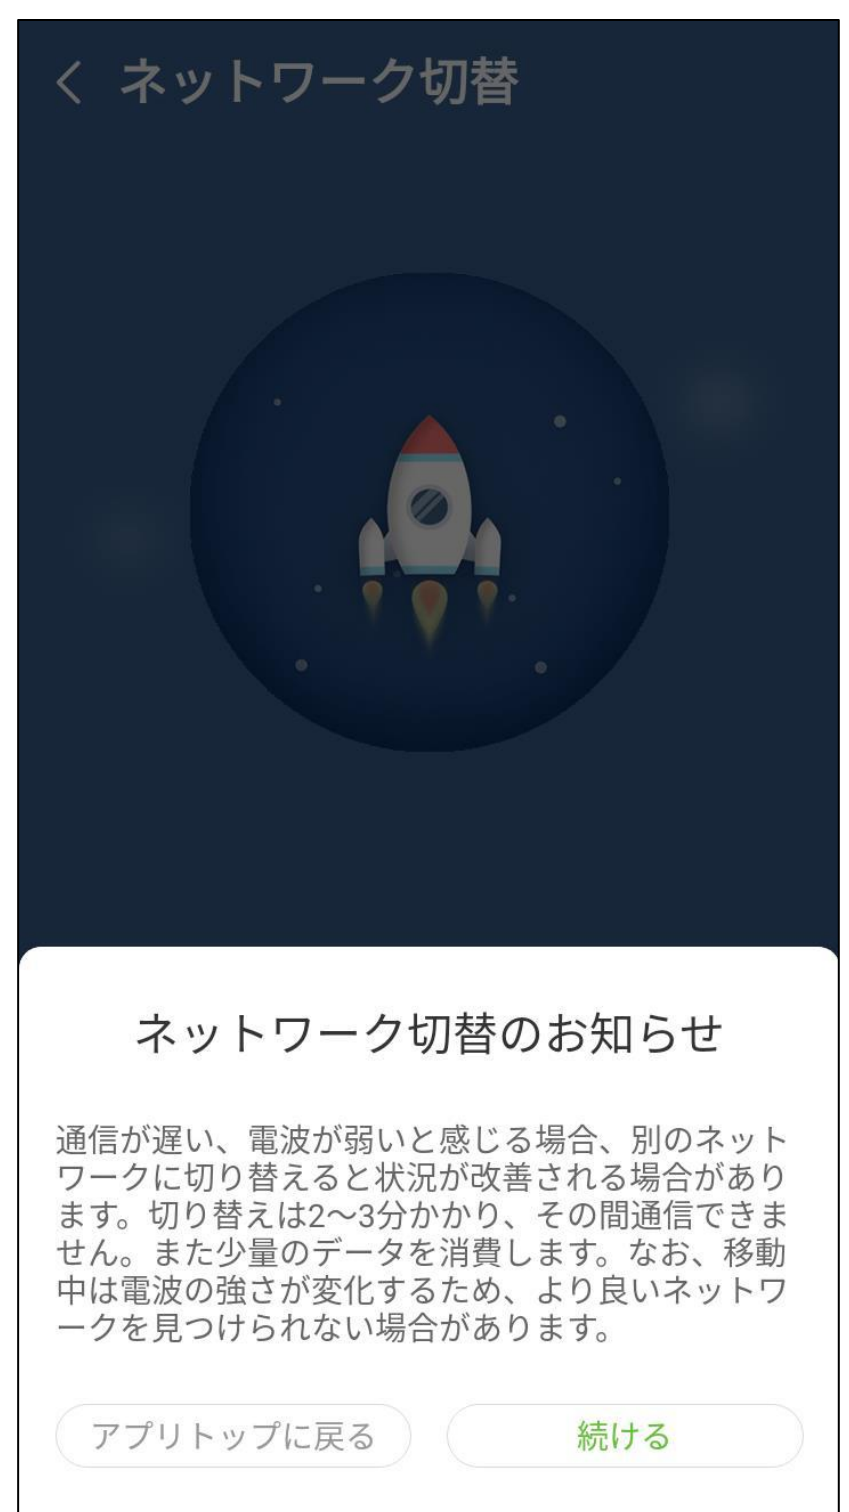 ネットワーク切替
ネットワーク切替のお知らせ
通信が遅い、電波が弱いと感じる場合、別のネット
ワークに切り替えると状況が改善される場合があり
ます。切り替えは2〜3分かかり、その間通信できま
せん。また少量のデータを消費します。なお、移動
中は電波の強さが変化するため、より良いネットワ
ークを見つけられない場合があります。
アプリトップに戻る
続ける